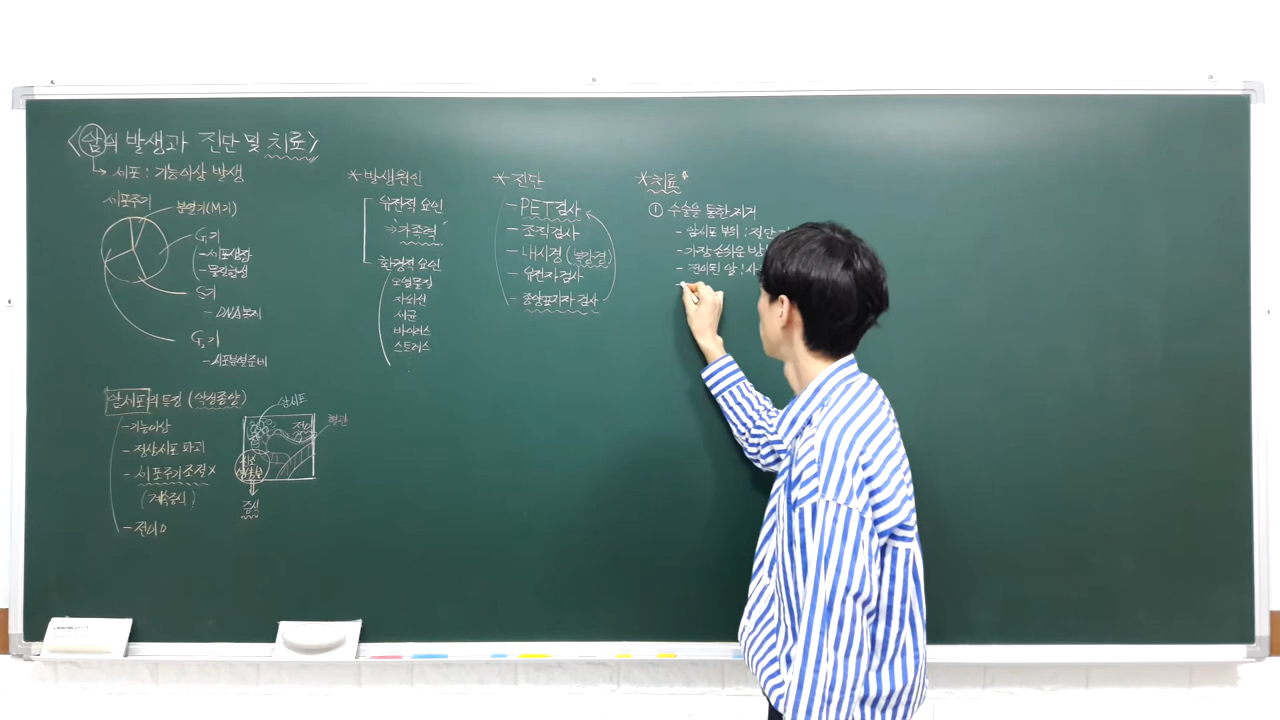 <암의 발생과 진단 및 치료>
→ 세포 : 기능이상 발생
세포주기
분열기(M기)
G₁기
- 세포생장
- 물질합성
S기
- DNA복제
G₂기
- 세포분열준비
암세포의 특징 (악성종양)
- 기능이상
- 정상세포 파괴
- 세포주기조절×
(계속증식)
- 전이○
암세포
혈관
전이
증식
* 발생원인
유전적 요인
⇒ 가족력
환경적 요인
오염물질
자외선
세균
바이러스
스트레스
* 진단
- PET검사
- 조직검사
- 내시경 (복강경)
- 유전자검사
- 종양표지자 검사
* 치료
① 수술을 통한 제거
- 암세포 부위 : 절단
- 가장 손쉬운
- 전이된 암 :